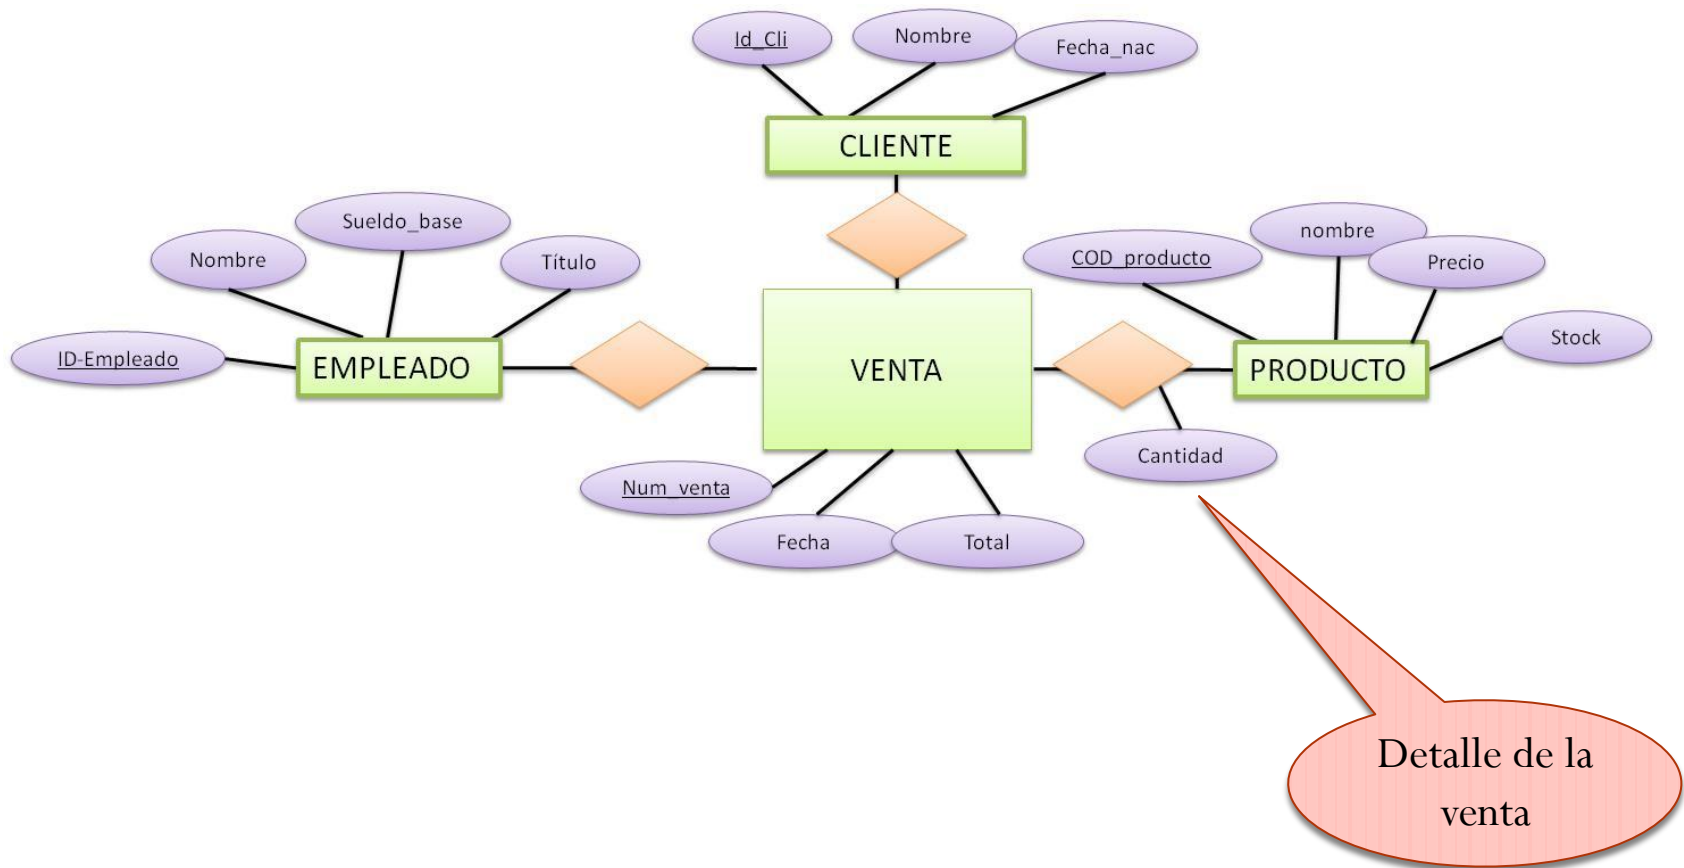 Id_Cli
Nombre
Fecha_nac
CLIENTE
Sueldo_base
Nombre
Título
ID-Empleado
EMPLEADO
VENTA
COD_producto
nombre
Precio
Stock
PRODUCTO
Cantidad
Num_venta
Fecha
Total
Detalle de la
venta